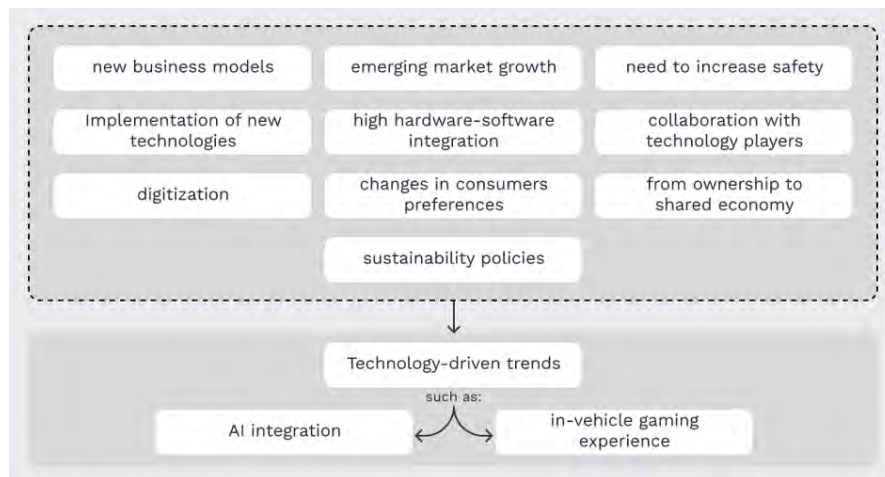 new business models
emerging market growth
need to increase safety
Implementation of new
technologies
high hardware-software
integration
collaboration with
technology players
digitization
changes in consumers
preferences
from ownership to
shared economy
sustainability policies
Technology-driven trends
such as:
AI integration
in-vehicle gaming
experience